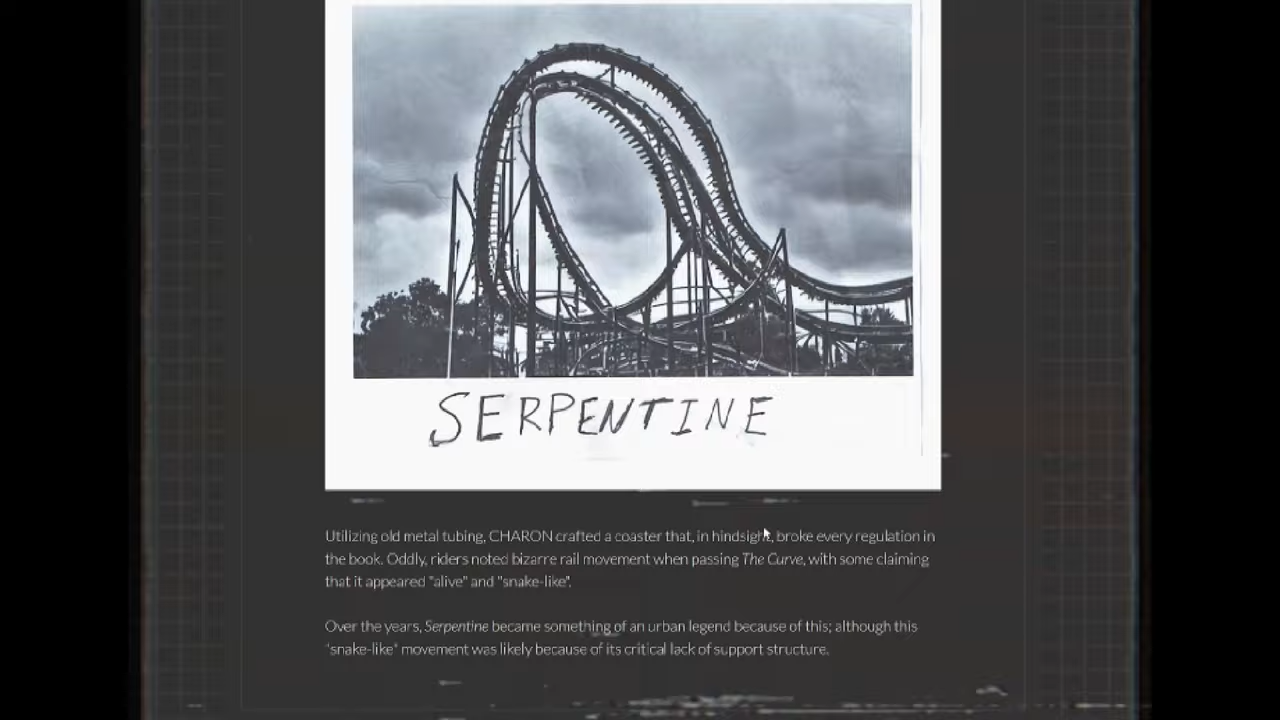 SERPENTINE
Utilizing old metal tubing, CHARON crafted a coaster that, in hindsight, broke every regulation in
the book. Oddly, riders noted bizarre rail movement when passing The Curve, with some claiming
that it appeared "alive" and "snake-like".
Over the years, Serpentine became something of an urban legend because of this; although this
"snake-like" movement was likely because of its critical lack of support structure.